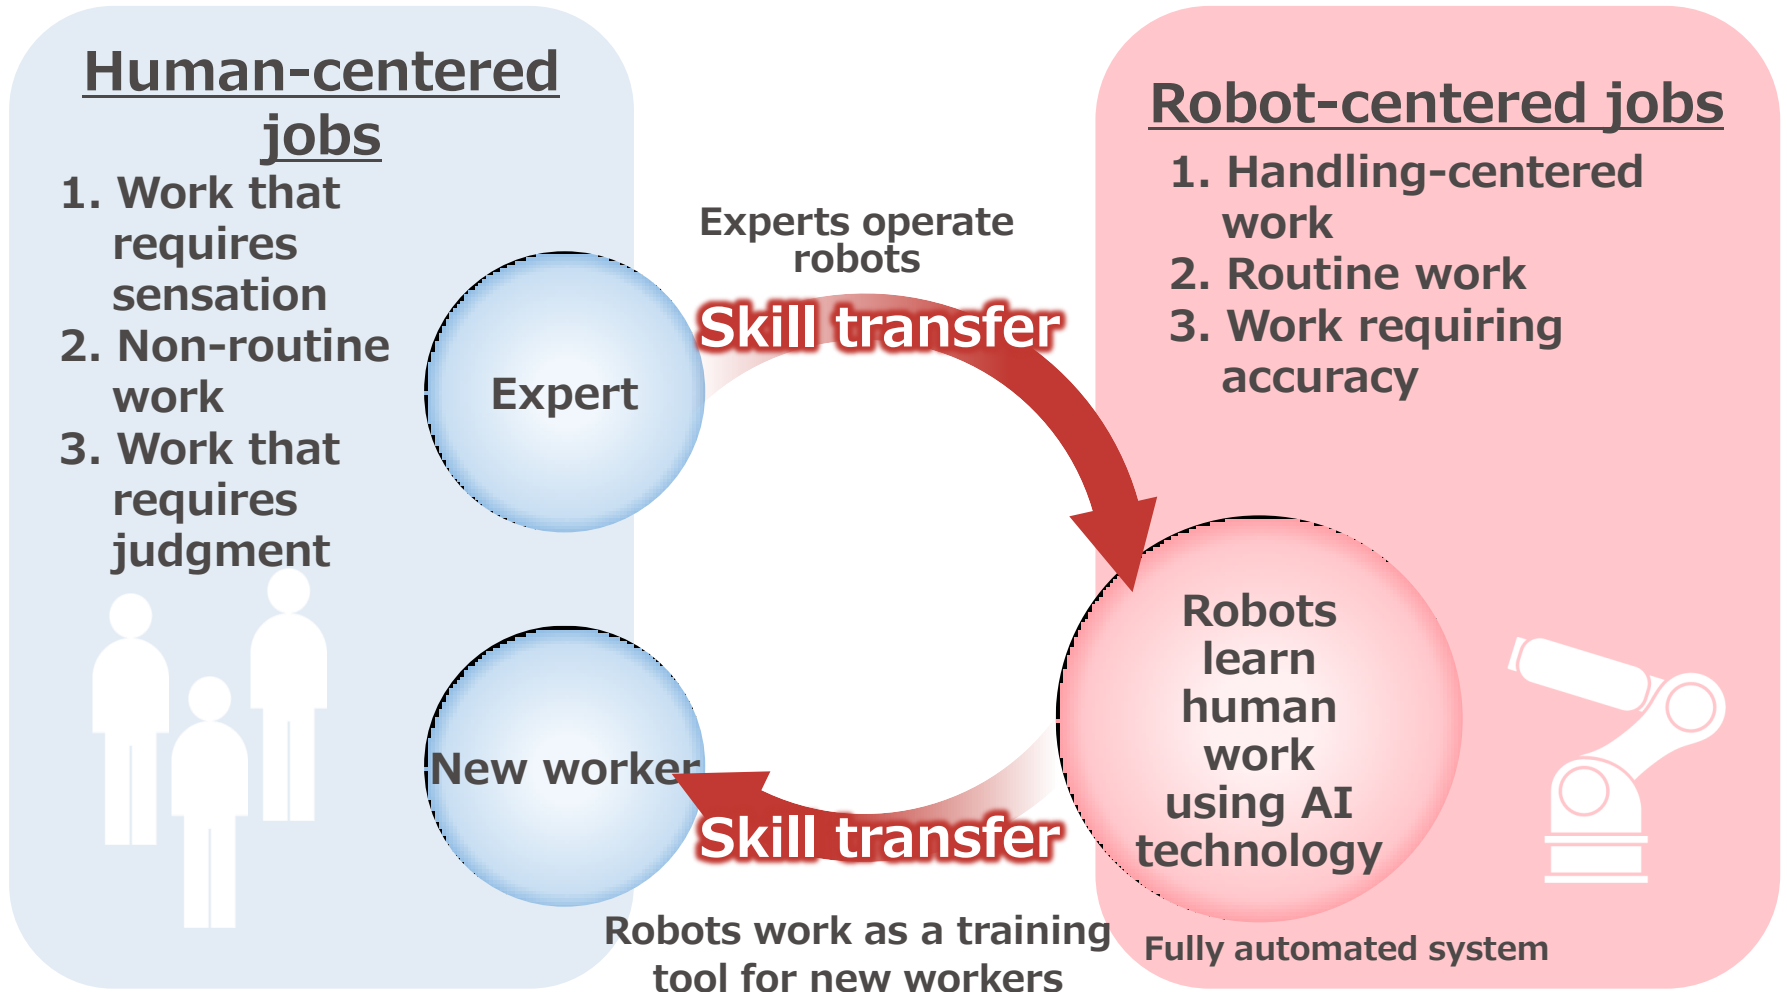 Human-centered
jobs
1. Work that
requires
sensation
2. Non-routine
work
3. Work that
requires
judgment
Expert
New worker
Experts operate
robots
Skill transfer
Skill transfer
Robots work as a training
tool for new workers
Robot-centered jobs
1. Handling-centered
work
2. Routine work
3. Work requiring
accuracy
Robots
learn
human
work
using AI
technology
Fully automated system